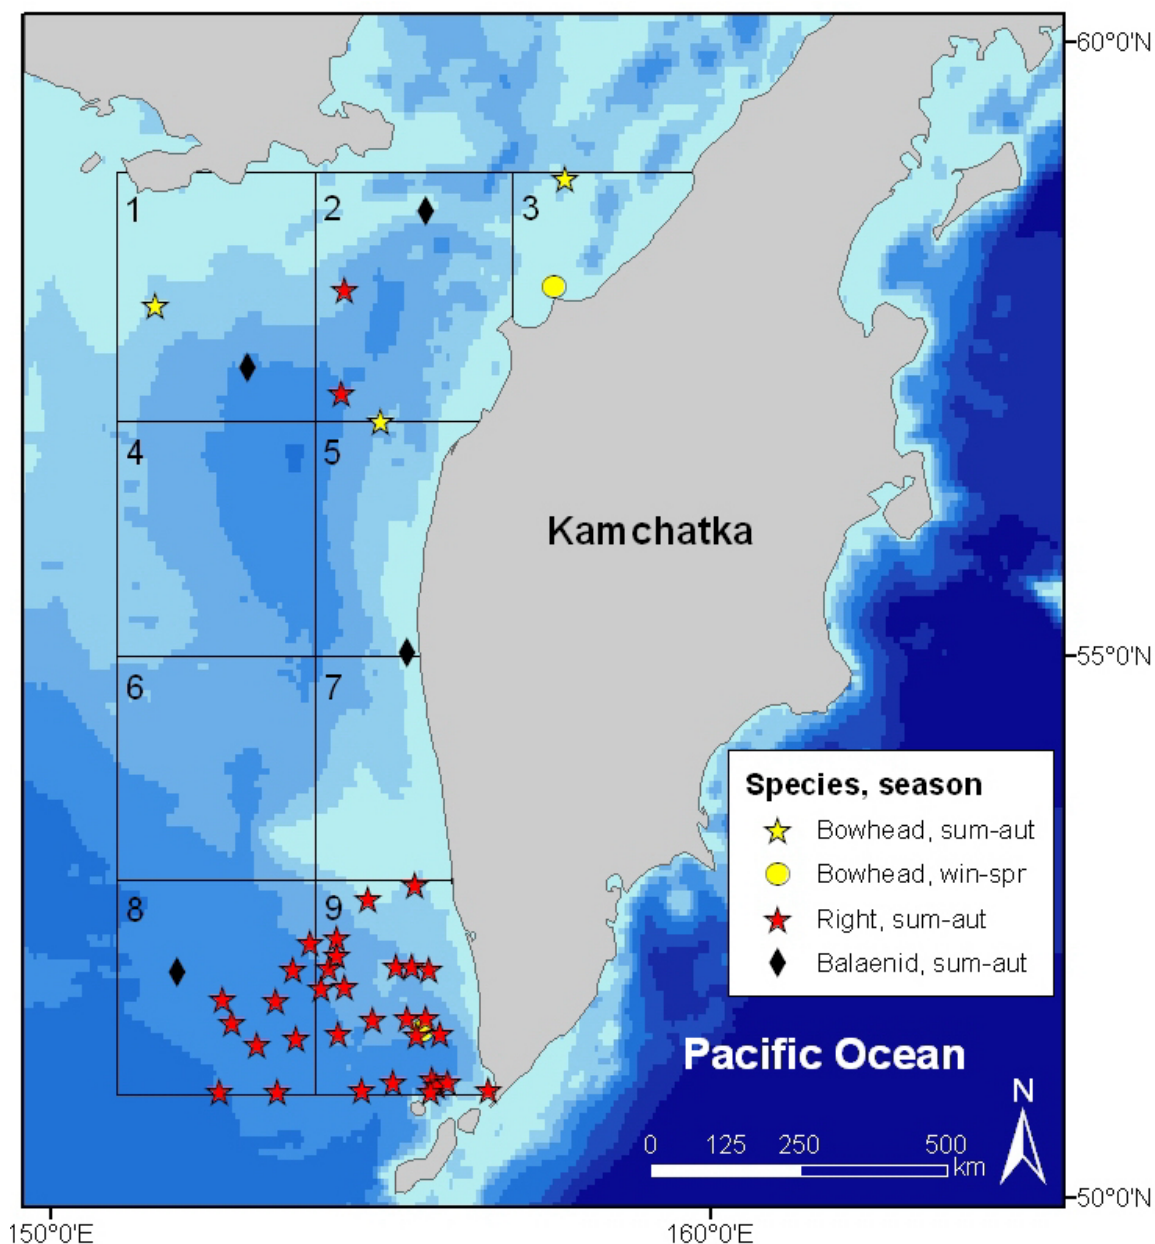 60°0'N
1
2
3
4
5
Kamchatka
55°0'N
6
7
Species, season
Bowhead, sum-aut
Bowhead, win-spr
Right, sum-aut
Balaenid, sum-aut
8
9
Pacific Ocean
N
0 125 250 500
km
50°0'N
150°0'E
160°0'E